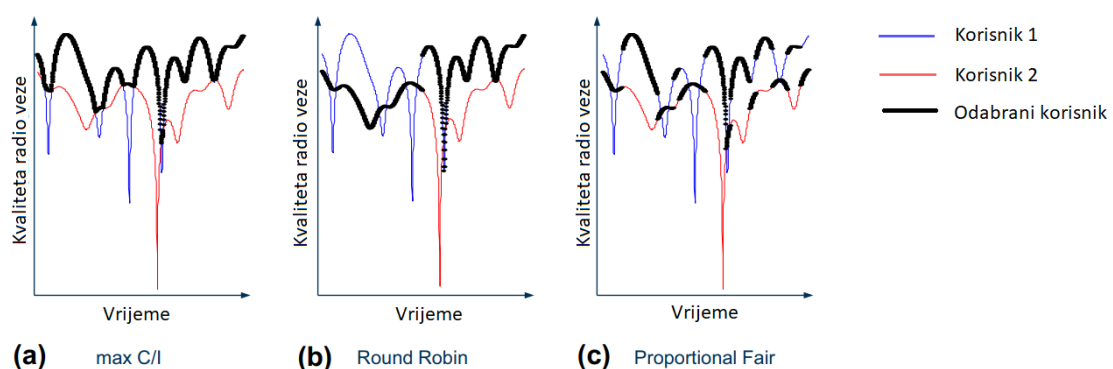 Kvaliteta radio veze
Vrijeme
(a) max C/I
Kvaliteta radio veze
Vrijeme
(b) Round Robin
Kvaliteta radio veze
Vrijeme
(c) Proportional Fair
Korisnik 1
Korisnik 2
Odabrani korisnik